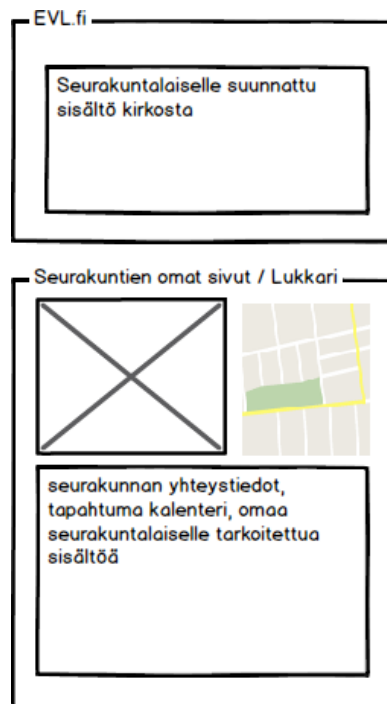 EVL.fi
Seurakuntalaiselle suunnattu
sisältö kirkosta
Seurakuntien omat sivut / Lukkari
seurakunnan yhteystiedot,
tapahtuma kalenteri, omaa
seurakuntalaiselle tarkoitettua
sisältöä